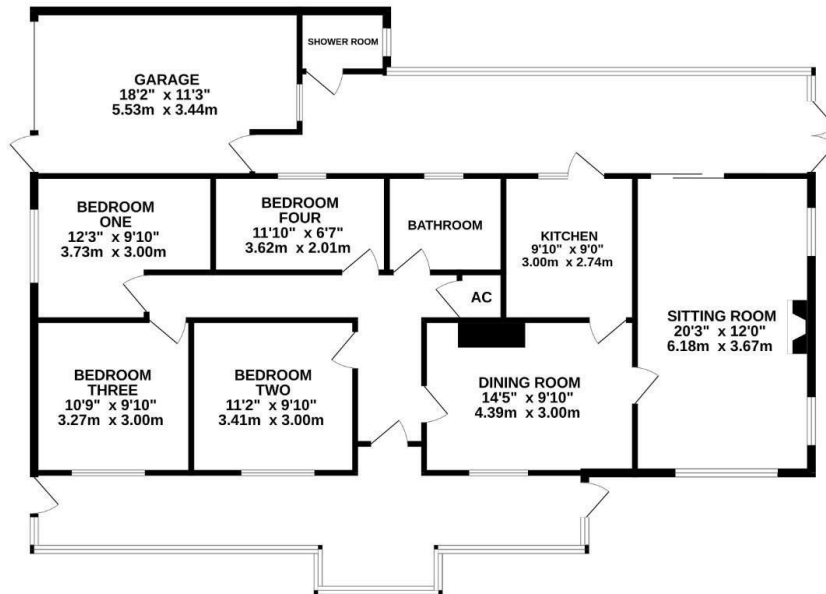 SHOWER ROOM
GARAGE
18'2" x 11'3"
5.53m x 3.44m
BEDROOM
ONE
12'3" x 9'10"
3.73m x 3.00m
BEDROOM
FOUR
11'10" x 6'7"
3.62m x 2.01m
BATHROOM
KITCHEN
9'10" x 9'0"
3.00m x 2.74m
AC
SITTING ROOM
20'3" x 12'0"
6.18m x 3.67m
BEDROOM
THREE
10'9" x 9'10"
3.27m x 3.00m
BEDROOM
TWO
11'2" x 9'10"
3.41m x 3.00m
DINING ROOM
14'5" x 9'10"
4.39m x 3.00m